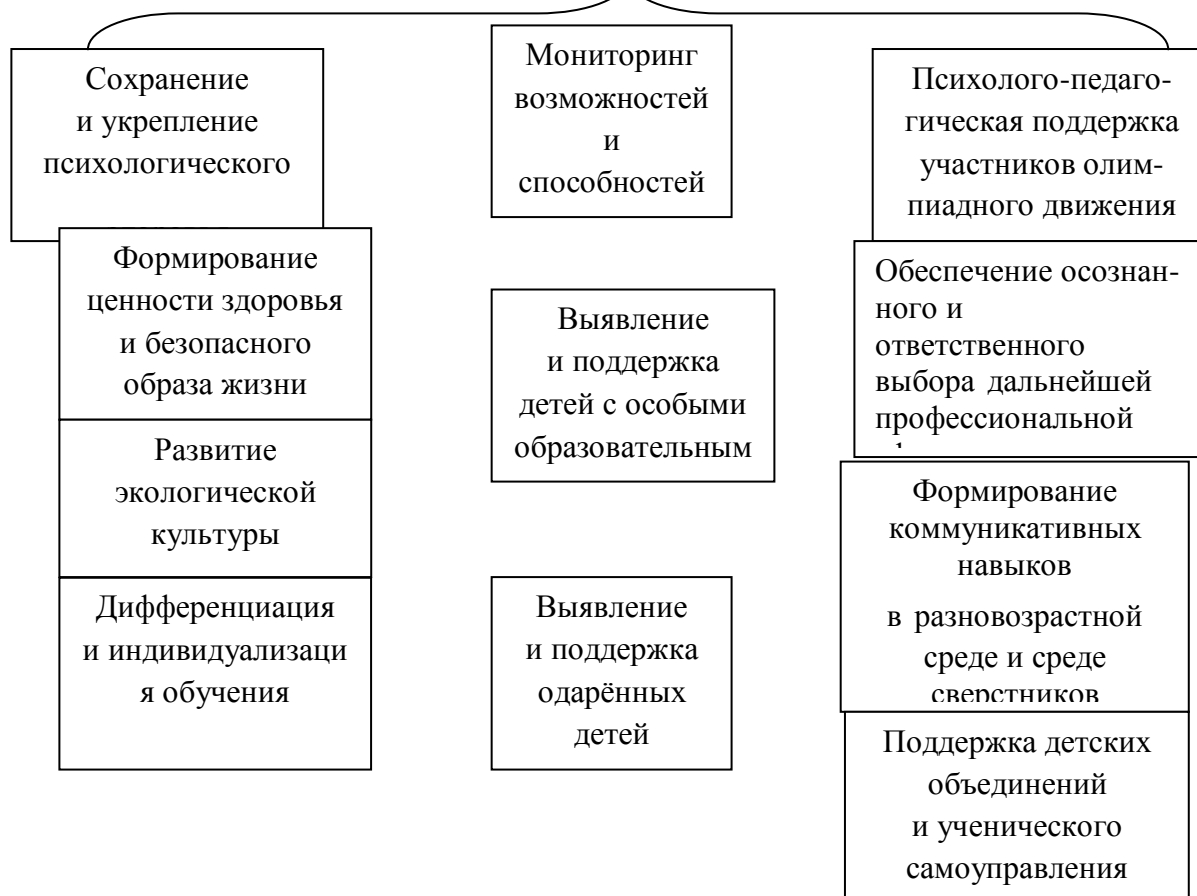 Сохранение
и укрепление
психологического
Формирование
ценности здоровья
и безопасного
образа жизни
Развитие
экологической
культуры
Дифференциация
и индивидуализаци
я обучения
Мониторинг
возможностей
и
способностей
Выявление
и поддержка
детей с особыми
образовательным
Выявление
и поддержка
одарённых
детей
Психолого-педаго-
гическая поддержка
участников олим-
пиадного движения
Обеспечение осознан-
ного и
ответственного
выбора дальнейшей
профессиональной
Формирование
коммуникативных
навыков
в разновозрастной
среде и среде
сверстников
Поддержка детских
объединений
и ученического
самоуправления